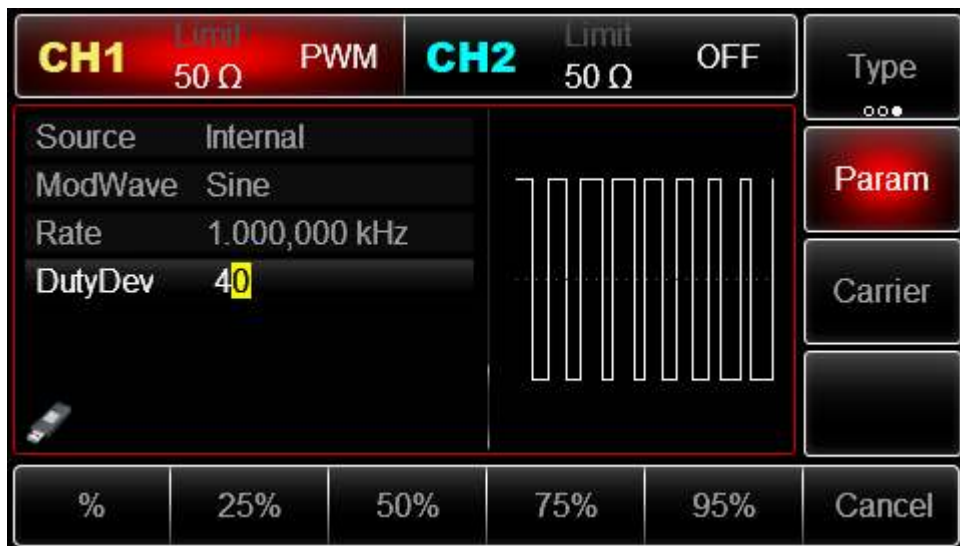 CH1 Limit 50 Ω PWM CH2 Limit 50 Ω OFF Type
Source Internal
ModWave Sine
Rate 1.000,000 kHz
DutyDev 40
Param
Carrier
% 25% 50% 75% 95% Cancel